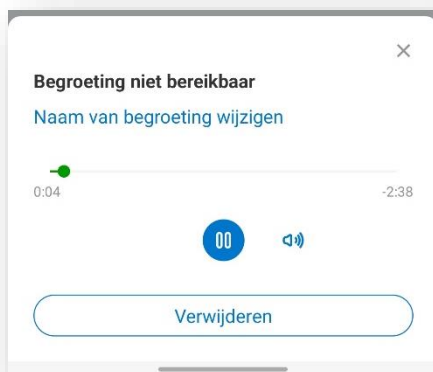 Begroeting niet bereikbaar
Naam van begroeting wijzigen
0:04 -2:38
Verwijderen